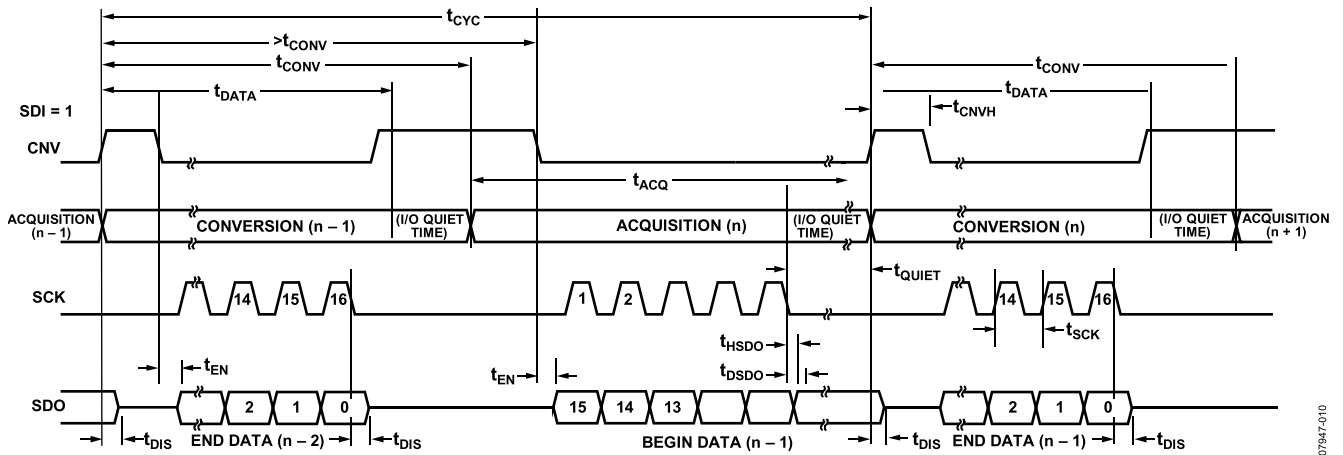 tCYC
>tCONV
tCONV
tCONV
tDATA
tDATA
SDI = 1
tCNVH
CNV
tACQ
ACQUISITION (n – 1)
CONVERSION (n – 1)
(I/O QUIET TIME)
ACQUISITION (n)
(I/O QUIET TIME)
CONVERSION (n)
(I/O QUIET TIME)
ACQUISITION (n + 1)
tQUIET
SCK
14
15
16
1
2
14
15
16
tSCK
tHSDO
tEN
tEN
tDSDO
SDO
2
1
0
15
14
13
2
1
0
tDIS
END DATA (n – 2)
tDIS
BEGIN DATA (n – 1)
tDIS
END DATA (n – 1)
tDIS
07947-010